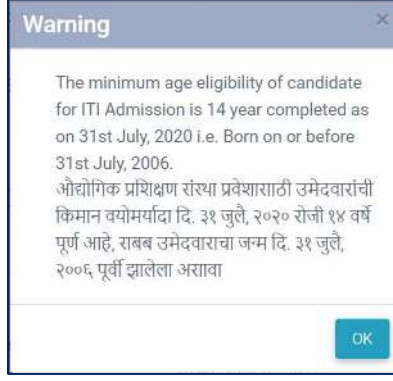 Warning
×
The minimum age eligibility of candidate
for ITI Admission is 14 year completed as
on 31st July, 2020 i.e. Born on or before
31st July, 2006.
औद्योगिक प्रशिक्षण संस्था प्रवेशासाठी उमेदवारांची
किमान वयोमर्यादा दि. ३१ जुलै, २०२० रोजी १४ वर्षे
पूर्ण आहे, सबब उमेदवाराचा जन्म दि. ३१ जुलै,
२००६ पूर्वी झालेला असावा
OK